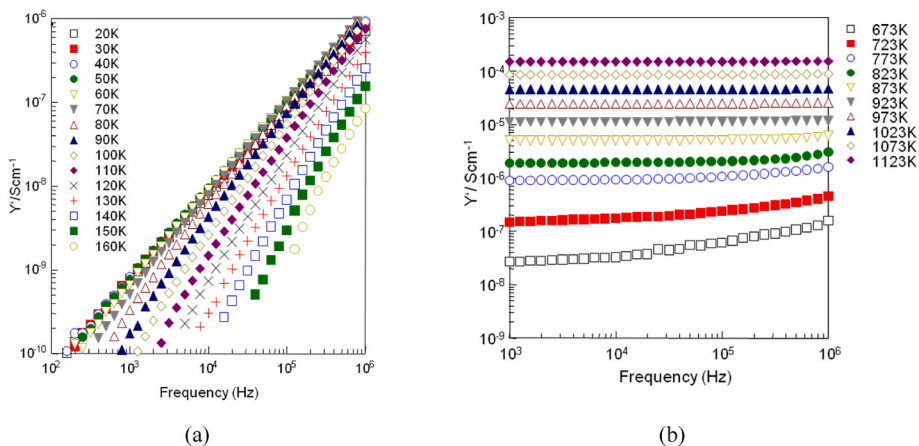 10⁻⁶
10⁻⁷
10⁻⁸
10⁻⁹
10⁻¹⁰
Y'/Scm⁻¹
20K
30K
40K
50K
60K
70K
80K
90K
100K
110K
120K
130K
140K
150K
160K
10² 10³ 10⁴ 10⁵ 10⁶
Frequency (Hz)
(a)
10⁻³
10⁻⁴
10⁻⁵
10⁻⁶
10⁻⁷
10⁻⁸
10⁻⁹
Y'/Scm⁻¹
10³ 10⁴ 10⁵ 10⁶
Frequency (Hz)
673K
723K
773K
823K
873K
923K
973K
1023K
1073K
1123K
(b)